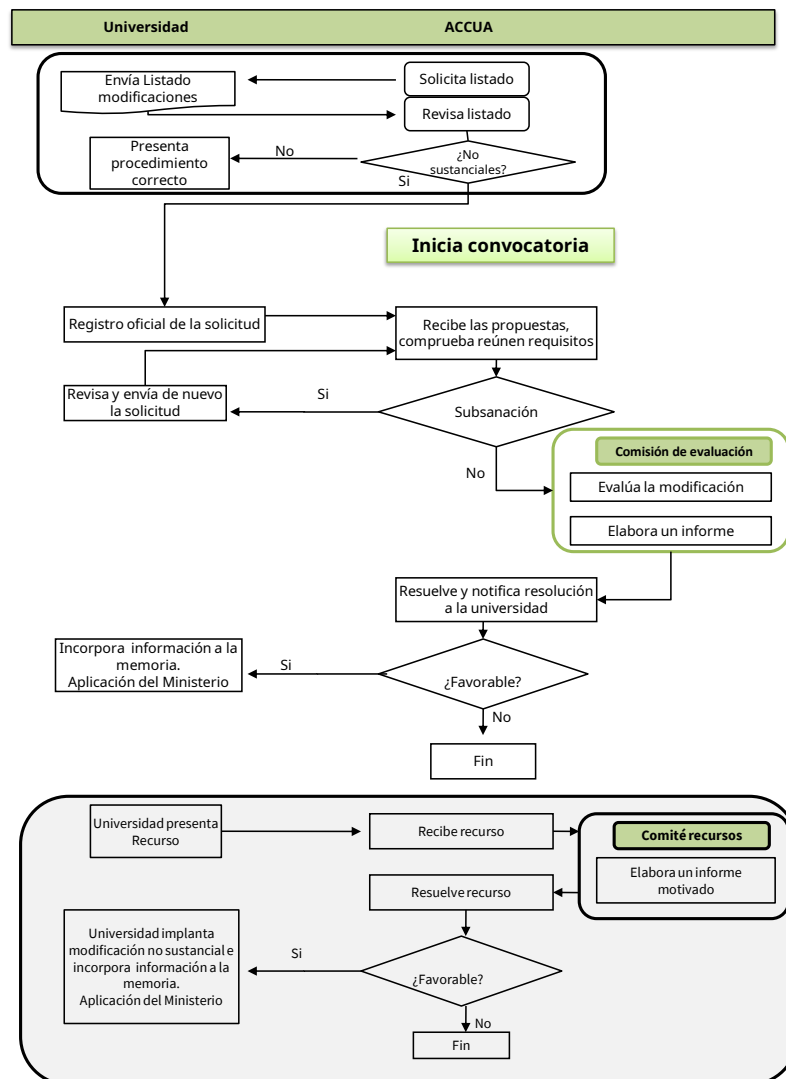 Universidad
ACCUA
Envía Listado
modificaciones
Solicita listado
Revisa listado
Presenta
procedimiento
correcto
No
¿No
sustanciales?
Si
Inicia convocatoria
Registro oficial de la solicitud
Recibe las propuestas,
comprueba reúnen requisitos
Revisa y envía de nuevo
la solicitud
Si
Subsanación
No
Comisión de evaluación
Evalúa la modificación
Elabora un informe
Resuelve y notifica resolución
a la universidad
Incorpora información a la
memoria.
Aplicación del Ministerio
Si
¿Favorable?
No
Fin
Universidad presenta
Recurso
Recibe recurso
Comité recursos
Elabora un informe
motivado
Resuelve recurso
Universidad implanta
modificación no sustancial e
incorpora información a la
memoria.
Aplicación del Ministerio
Si
¿Favorable?
No
Fin